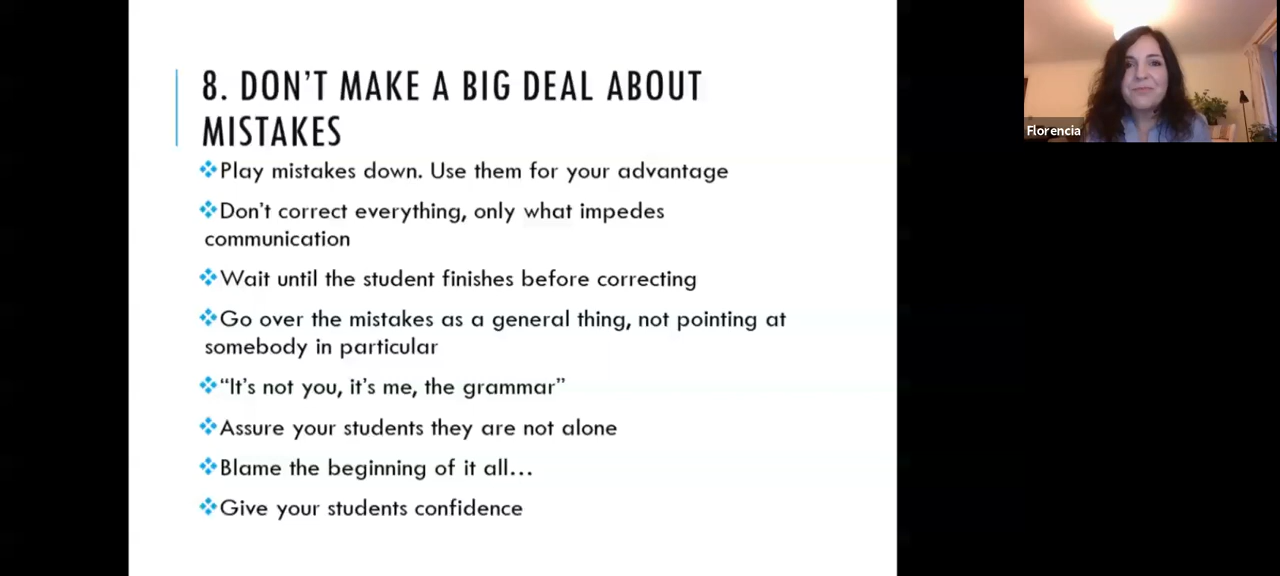 8. DON'T MAKE A BIG DEAL ABOUT
MISTAKES
❖Play mistakes down. Use them for your advantage
❖Don't correct everything, only what impedes
communication
❖Wait until the student finishes before correcting
❖Go over the mistakes as a general thing, not pointing at
somebody in particular
❖“It's not you, it's me, the grammar”
❖Assure your students they are not alone
❖Blame the beginning of it all…
❖Give your students confidence
Florencia